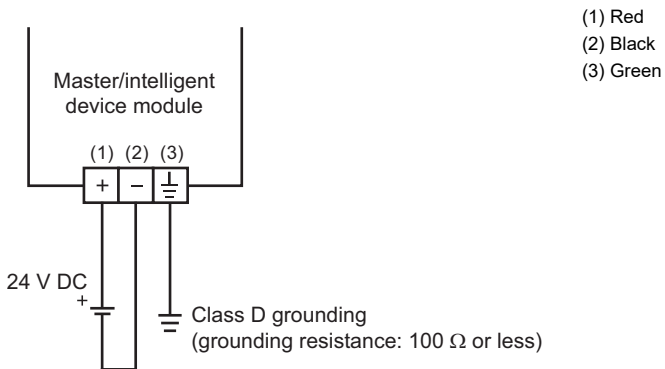 (1) Red
(2) Black
(3) Green
Master/intelligent
device module
(1) (2) (3)
+ −
24 V DC
+
Class D grounding
(grounding resistance: 100 Ω or less)